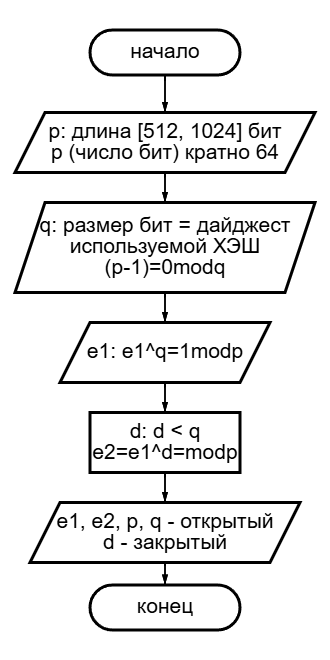 начало
p: длина [512, 1024] бит
p (число бит) кратно 64
q: размер бит = дайджест
используемой ХЭШ
(p-1)=0modq
e1: e1^q=1modp
d: d < q
e2=e1^d=modp
e1, e2, p, q - открытый
d - закрытый
конец